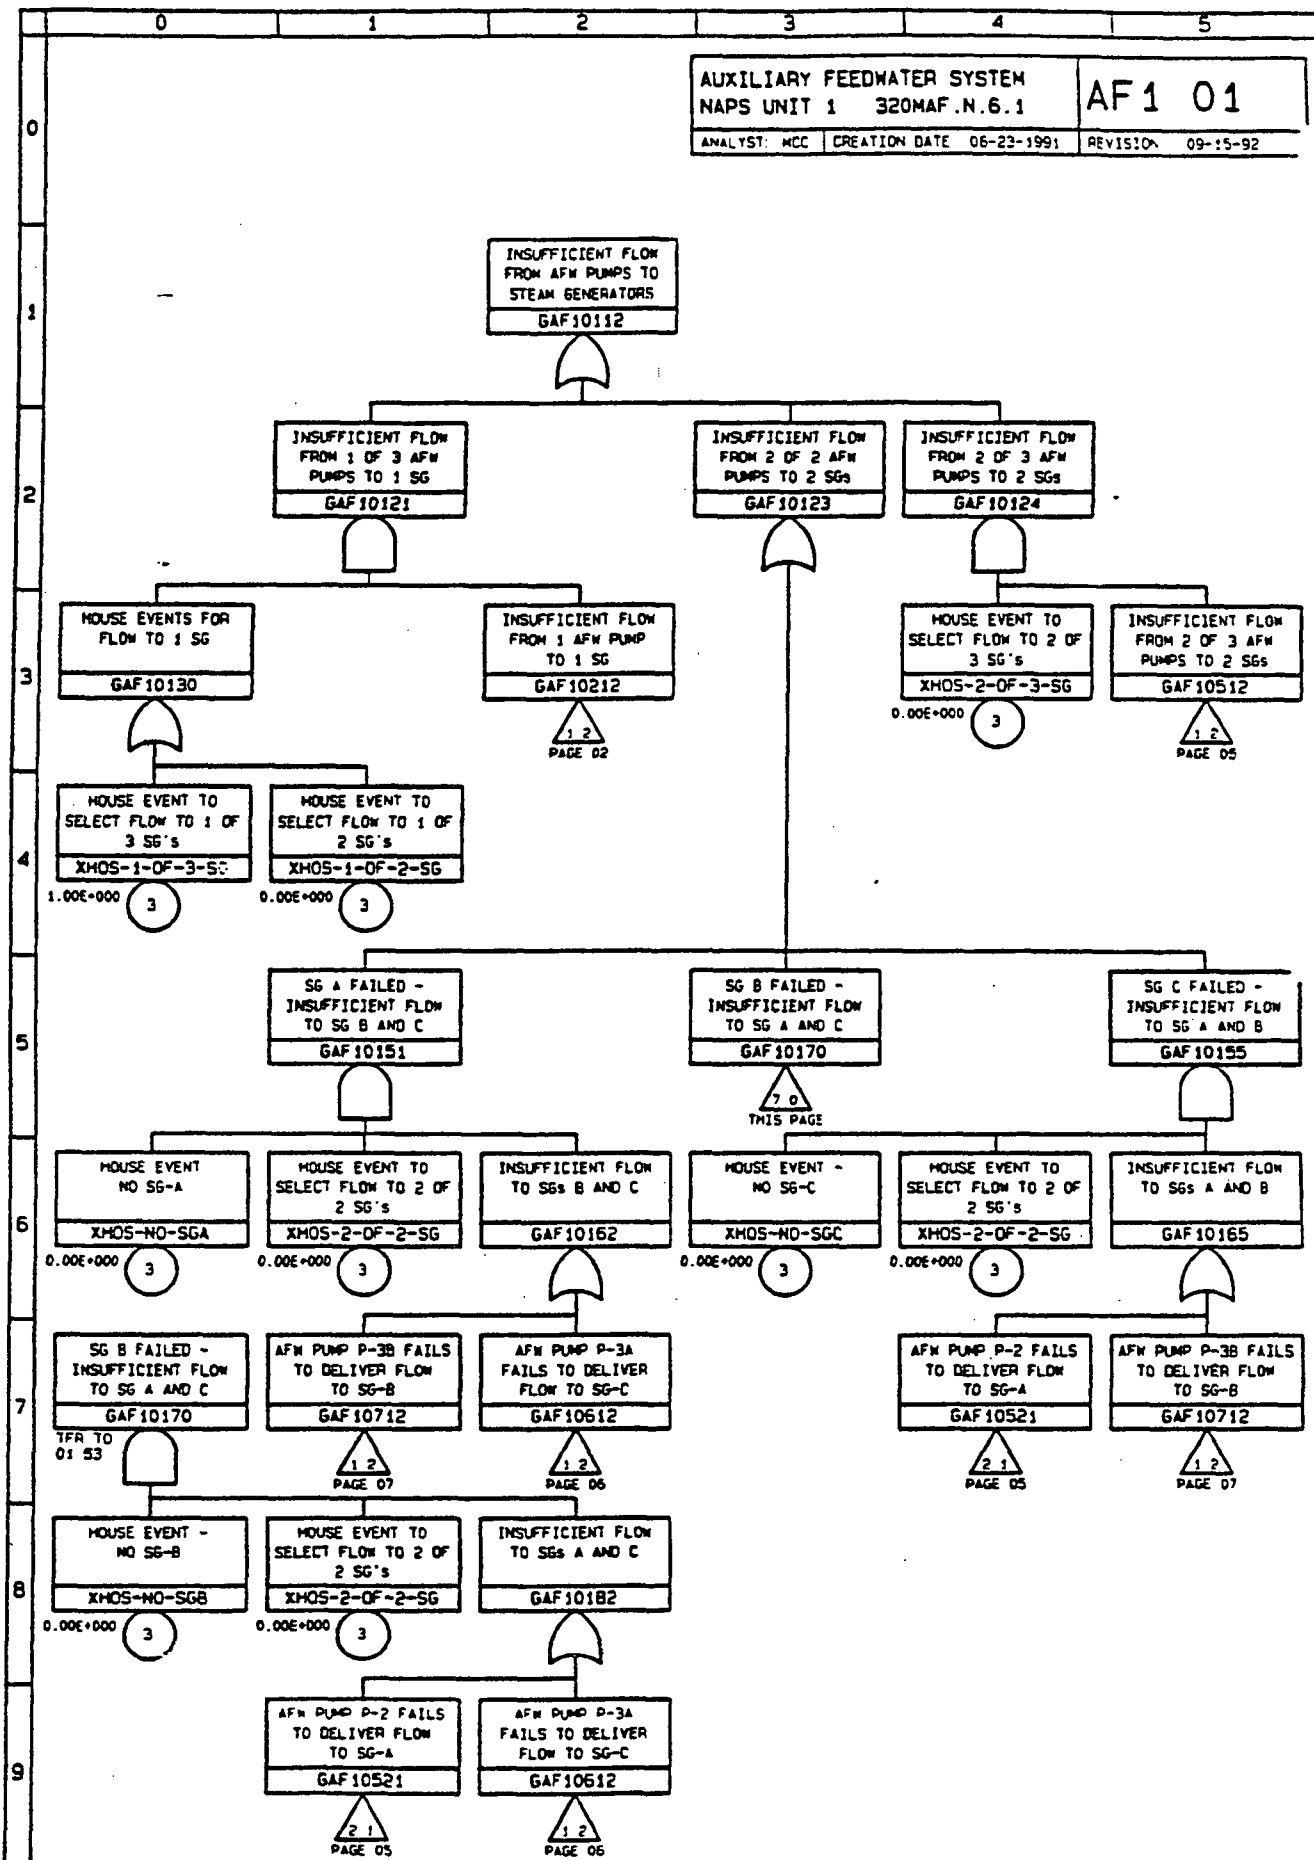 0 1 2 3 4 5
AUXILIARY FEEDWATER SYSTEM
NAPS UNIT 1 320MAF.N.6.1
AF1 01
ANALYST: MCC CREATION DATE 06-23-1991 REVISION 09-15-92
0
INSUFFICIENT FLOW
FROM AFW PUMPS TO
STEAM GENERATORS
GAF10112
1
INSUFFICIENT FLOW
FROM 1 OF 3 AFW
PUMPS TO 1 SG
GAF10121
INSUFFICIENT FLOW
FROM 2 OF 2 AFW
PUMPS TO 2 SGs
GAF10123
INSUFFICIENT FLOW
FROM 2 OF 3 AFW
PUMPS TO 2 SGs
GAF10124
2
HOUSE EVENTS FOR
FLOW TO 1 SG
GAF10130
INSUFFICIENT FLOW
FROM 1 AFW PUMP
TO 1 SG
GAF10212
1 2
PAGE 02
HOUSE EVENT TO
SELECT FLOW TO 2 OF
3 SG's
XHOS-2-OF-3-SG
0.00E+000
3
INSUFFICIENT FLOW
FROM 2 OF 3 AFW
PUMPS TO 2 SGs
GAF10512
1 2
PAGE 05
3
HOUSE EVENT TO
SELECT FLOW TO 1 OF
3 SG's
XHOS-1-OF-3-SG
1.00E+000
3
HOUSE EVENT TO
SELECT FLOW TO 1 OF
2 SG's
XHOS-1-OF-2-SG
0.00E+000
3
4
SG A FAILED -
INSUFFICIENT FLOW
TO SG B AND C
GAF10151
SG B FAILED -
INSUFFICIENT FLOW
TO SG A AND C
GAF10170
7 0
THIS PAGE
SG C FAILED -
INSUFFICIENT FLOW
TO SG A AND B
GAF10155
5
HOUSE EVENT
NO SG-A
XHOS-NO-SGA
0.00E+000
3
HOUSE EVENT TO
SELECT FLOW TO 2 OF
2 SG's
XHOS-2-OF-2-SG
0.00E+000
3
INSUFFICIENT FLOW
TO SGs B AND C
GAF10162
HOUSE EVENT -
NO SG-C
XHOS-NO-SGC
0.00E+000
3
HOUSE EVENT TO
SELECT FLOW TO 2 OF
2 SG's
XHOS-2-OF-2-SG
0.00E+000
3
INSUFFICIENT FLOW
TO SGs A AND B
GAF10165
6
SG B FAILED -
INSUFFICIENT FLOW
TO SG A AND C
GAF10170
TFR TO
01 53
AFW PUMP P-3B FAILS
TO DELIVER FLOW
TO SG-B
GAF10712
1 2
PAGE 07
AFW PUMP P-3A
FAILS TO DELIVER
FLOW TO SG-C
GAF10612
1 2
PAGE 06
AFW PUMP P-2 FAILS
TO DELIVER FLOW
TO SG-A
GAF10521
2 1
PAGE 05
AFW PUMP P-3B FAILS
TO DELIVER FLOW
TO SG-B
GAF10712
1 2
PAGE 07
7
HOUSE EVENT -
NO SG-B
XHOS-NO-SGB
0.00E+000
3
HOUSE EVENT TO
SELECT FLOW TO 2 OF
2 SG's
XHOS-2-OF-2-SG
0.00E+000
3
INSUFFICIENT FLOW
TO SGs A AND C
GAF10182
8
AFW PUMP P-2 FAILS
TO DELIVER FLOW
TO SG-A
GAF10521
2 1
PAGE 05
AFW PUMP P-3A
FAILS TO DELIVER
FLOW TO SG-C
GAF10612
1 2
PAGE 06
9